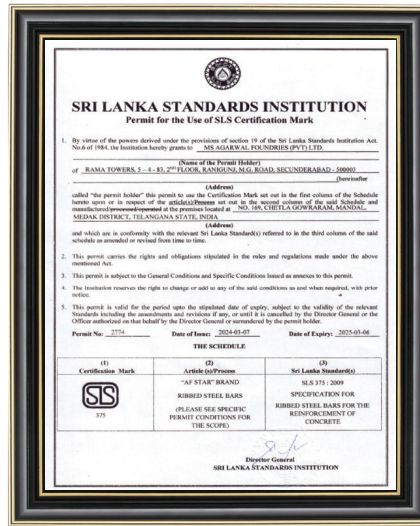 SRI LANKA STANDARDS INSTITUTION
Permit for the Use of SLS Certification Mark
1. By virtue of the powers derived under the provisions of section 19 of the Sri Lanka Standards Institution Act.
No.6 of 1984, the Institution hereby grants to MS AGARWAL FOUNDRIES (PVT) LTD.
(Name of the Permit Holder)
of RAMA TOWERS, 5 – 4 - 83, 2ND FLOOR, RANIGUNJ, M.G. ROAD, SECUNDERABAD - 500003
(hereinafter
(Address)
called "the permit holder" this permit to use the Certification Mark set out in the first column of the Schedule
hereto upon or in respect of the article(s)/Process set out in the second column of the said Schedule and
manufactured/processed/operated at the premises located at NO. 169, CHETLA GOWRARAM, MANDAL,
MEDAK DISTRICT, TELANGANA STATE, INDIA
(Address)
and which are in conformity with the relevant Sri Lanka Standard(s) referred to in the third column of the said
schedule as amended or revised from time to time.
2. This permit carries the rights and obligations stipulated in the rules and regulations made under the above
mentioned Act.
3. This permit is subject to the General Conditions and Specific Conditions Issued as annexes to this permit.
4. The Institution reserves the right to change or add to any of the said conditions as and when required, with prior
notice.
5. This permit is valid for the period upto the stipulated date of expiry, subject to the validity of the relevant
Standards including the amendments and revisions if any, or until it is cancelled by the Director General or the
Officer authorized on that behalf by the Director General or surrendered by the permit holder.
Permit No: 2774 Date of Issue: 2024-03-07 Date of Expiry: 2025-03-06
THE SCHEDULE
(1) (2) (3)
Certification Mark Article (s)/Process Sri Lanka Standard(s)
SLS
375
"AF STAR" BRAND
RIBBED STEEL BARS
(PLEASE SEE SPECIFIC
PERMIT CONDITIONS FOR
THE SCOPE)
SLS 375 : 2009
SPECIFICATION FOR
RIBBED STEEL BARS FOR THE
REINFORCEMENT OF
CONCRETE
Director General
SRI LANKA STANDARDS INSTITUTION